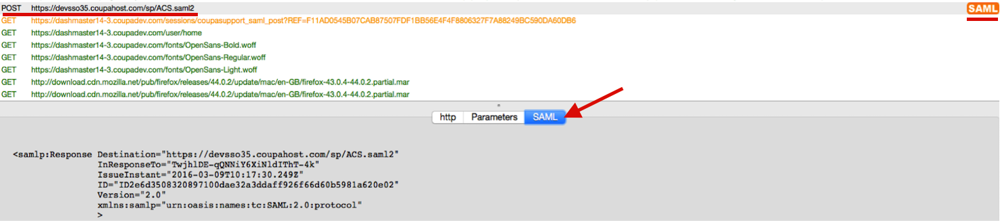 POST https://devsso35.coupahost.com/sp/ACS.saml2 SAML
GET https://dashmaster14-3.coupadev.com/sessions/coupasupport_saml_post?REF=F11AD0545B07CAB87507FDF1BB56E4F4F8806327F7A88249BC590DA60DB6
GET https://dashmaster14-3.coupadev.com/user/home
GET https://dashmaster14-3.coupadev.com/fonts/OpenSans-Bold.woff
GET https://dashmaster14-3.coupadev.com/fonts/OpenSans-Regular.woff
GET https://dashmaster14-3.coupadev.com/fonts/OpenSans-Light.woff
GET http://download.cdn.mozilla.net/pub/firefox/releases/44.0.2/update/mac/en-GB/firefox-43.0.4-44.0.2.partial.mar
GET http://download.cdn.mozilla.net/pub/firefox/releases/44.0.2/update/mac/en-GB/firefox-43.0.4-44.0.2.partial.mar
http Parameters SAML
<samlp:Response Destination="https://devsso35.coupahost.com/sp/ACS.saml2"
InResponseTo="TwjhlDE-qQNNiY6XiNldIThT-4k"
IssueInstant="2016-03-09T10:17:30.249Z"
ID="ID2e6d3508320897100dae32a3ddaff926f66d60b5981a620e02"
Version="2.0"
xmlns:samlp="urn:oasis:names:tc:SAML:2.0:protocol"
>